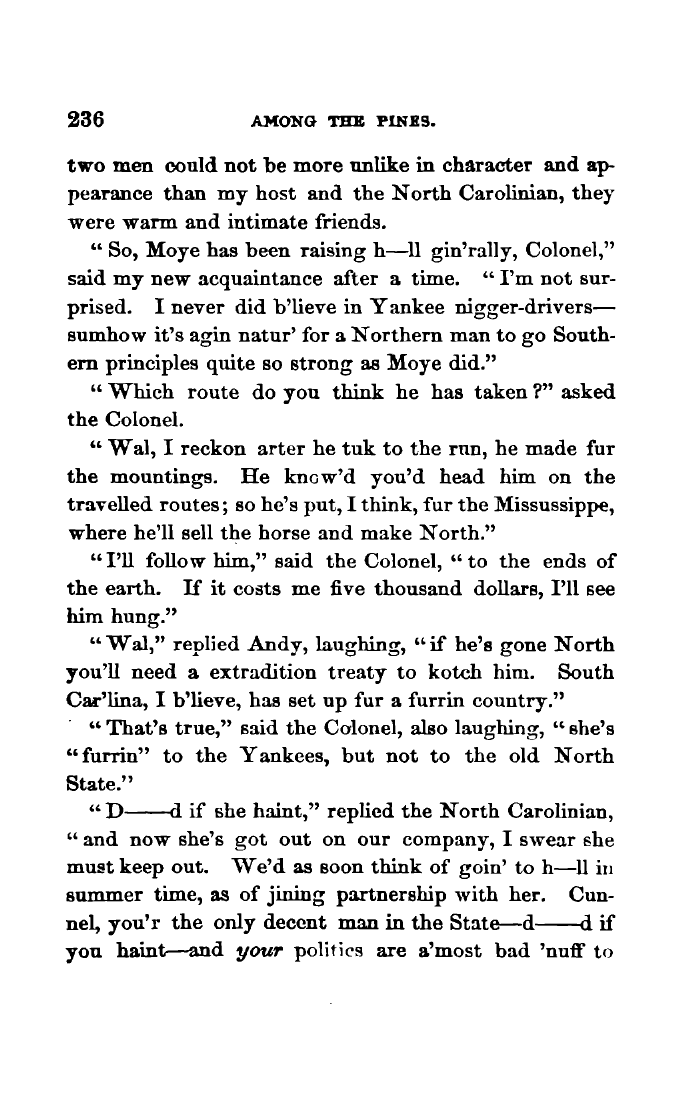 236 AMONG THE PINES.
two men could not be more unlike in character and ap-
pearance than my host and the North Carolinian, they
were warm and intimate friends.
“ So, Moye has been raising h—ll gin’rally, Colonel,”
said my new acquaintance after a time. “ I’m not sur-
prised. I never did b’lieve in Yankee nigger-drivers—
sumhow it’s agin natur’ for a Northern man to go South-
ern principles quite so strong as Moye did.”
“ Which route do you think he has taken ?” asked
the Colonel.
“ Wal, I reckon arter he tuk to the run, he made fur
the mountings. He know’d you’d head him on the
travelled routes; so he’s put, I think, fur the Missussippe,
where he’ll sell the horse and make North.”
“ I’ll follow him,” said the Colonel, “ to the ends of
the earth. If it costs me five thousand dollars, I’ll see
him hung.”
“ Wal,” replied Andy, laughing, “ if he’s gone North
you’ll need a extradition treaty to kotch him. South
Car’lina, I b’lieve, has set up fur a furrin country.”
“ That’s true,” said the Colonel, also laughing, “ she’s
“ furrin” to the Yankees, but not to the old North
State.”
“ D——d if she haint,” replied the North Carolinian,
“ and now she’s got out on our company, I swear she
must keep out. We’d as soon think of goin’ to h—ll in
summer time, as of jining partnership with her. Cun-
nel, you’r the only decent man in the State—d——d if
you haint—and your politics are a’most bad ’nuff to